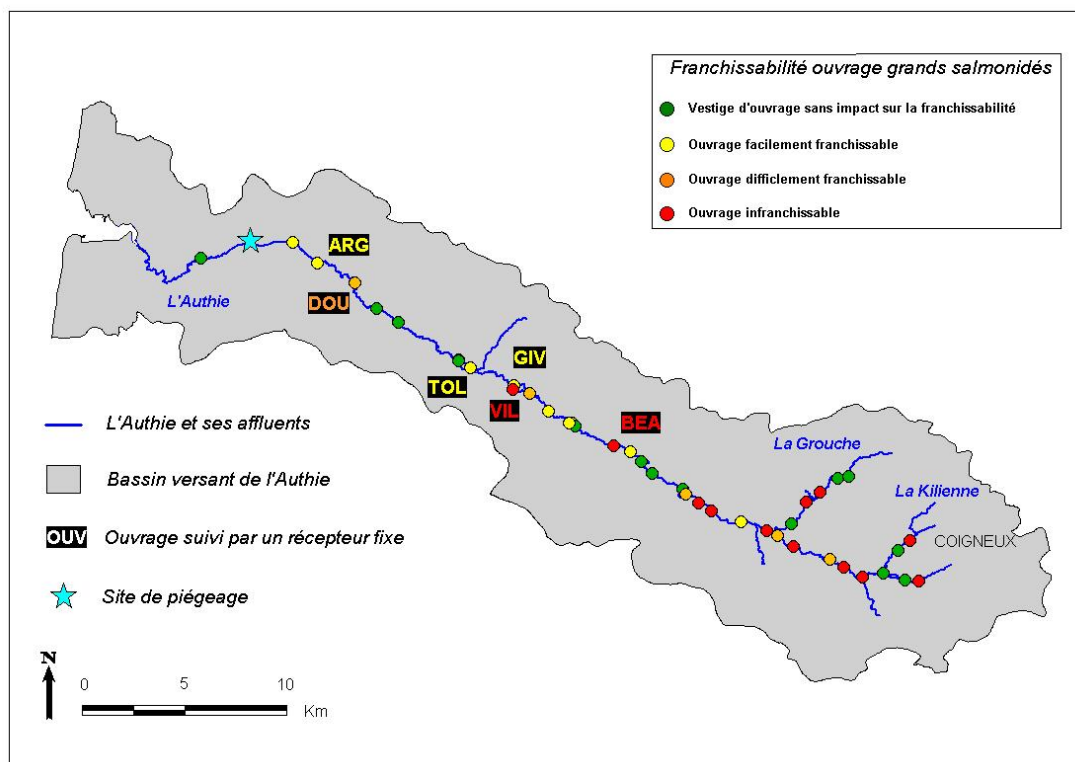 Franchissabilité ouvrage grands salmonidés
Vestige d'ouvrage sans impact sur la franchissabilité
Ouvrage facilement franchissable
Ouvrage difficlement franchissable
Ouvrage infranchissable
ARG
L'Authie
DOU
GIV
TOL
VIL
BEA
La Grouche
La Kilienne
COIGNEUX
L'Authie et ses affluents
Bassin versant de l'Authie
OUV Ouvrage suivi par un récepteur fixe
Site de piégeage
N
0 5 10
Km